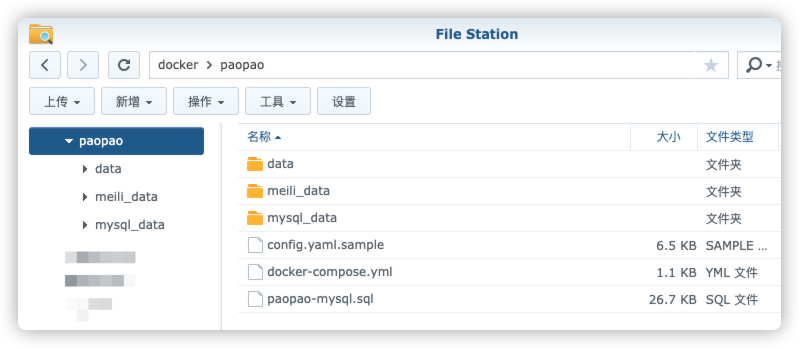 File Station
docker > paopao
上传 新增 操作 工具 设置
paopao
data
meili_data
mysql_data
名称 大小 文件类型
data 文件夹
meili_data 文件夹
mysql_data 文件夹
config.yaml.sample 6.5 KB SAMPLE ...
docker-compose.yml 1.1 KB YML 文件
paopao-mysql.sql 26.7 KB SQL 文件